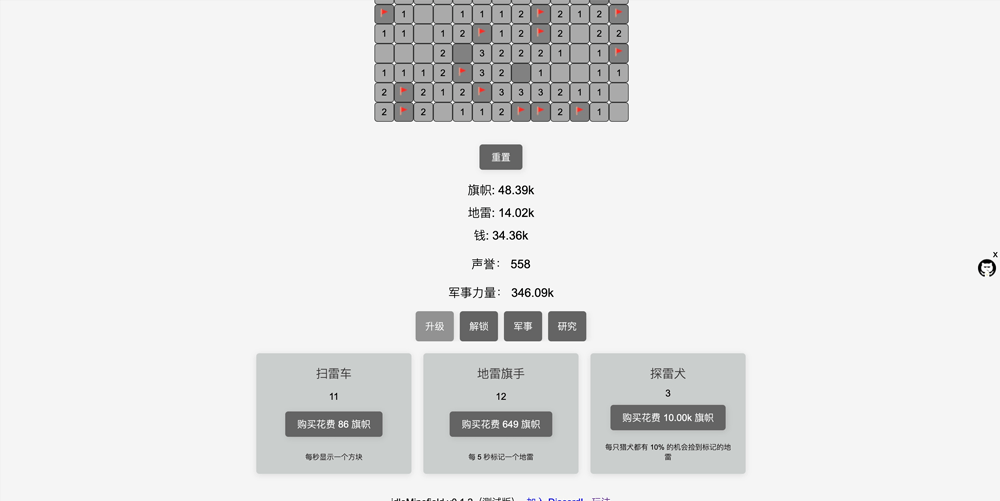 1 1 1 2 1 2
1 1 1 2 1 2 2 2 2
2 3 2 2 2 1 1
1 1 1 2 3 2 1 1 1
2 2 1 2 3 3 3 2 1 1
2 2 1 1 2 1
重置
旗帜: 48.39k
地雷: 14.02k
钱: 34.36k
声誉： 558
军事力量： 346.09k
升级 解锁 军事 研究
扫雷车
11
购买花费 86 旗帜
每秒显示一个方块
地雷旗手
12
购买花费 649 旗帜
每 5 秒标记一个地雷
探雷犬
3
购买花费 10.00k 旗帜
每只猎犬都有 10% 的机会捡到标记的地
雷
x